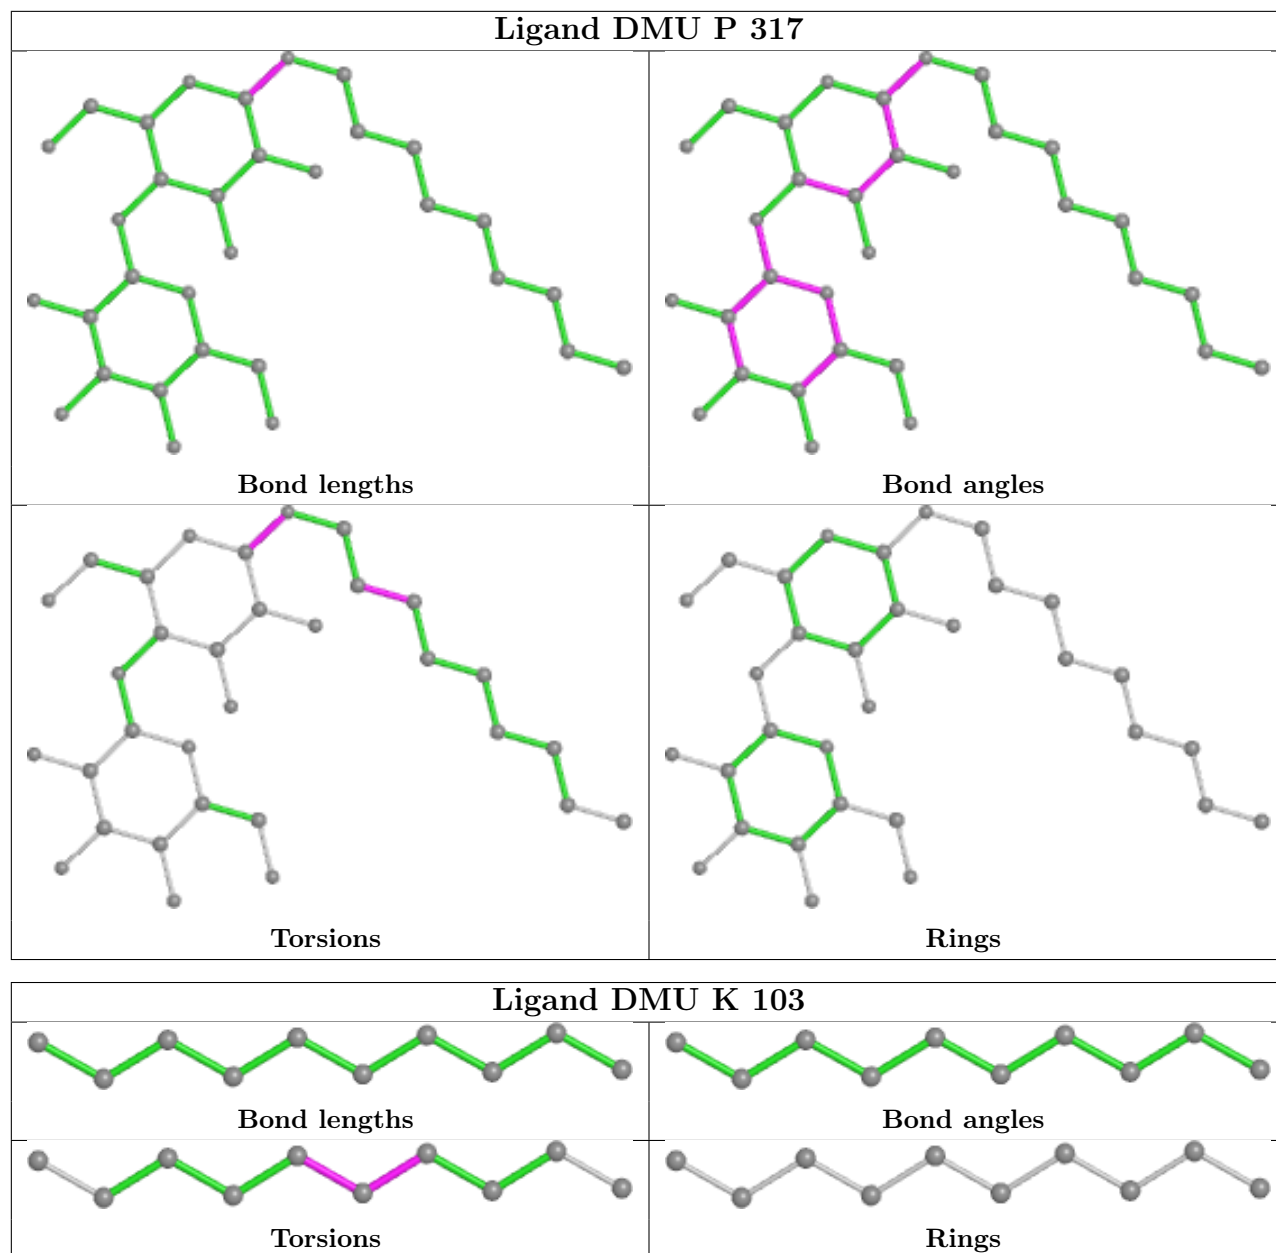 Ligand DMU P 317
Bond lengths
Bond angles
Torsions
Rings
Ligand DMU K 103
Bond lengths
Bond angles
Torsions
Rings